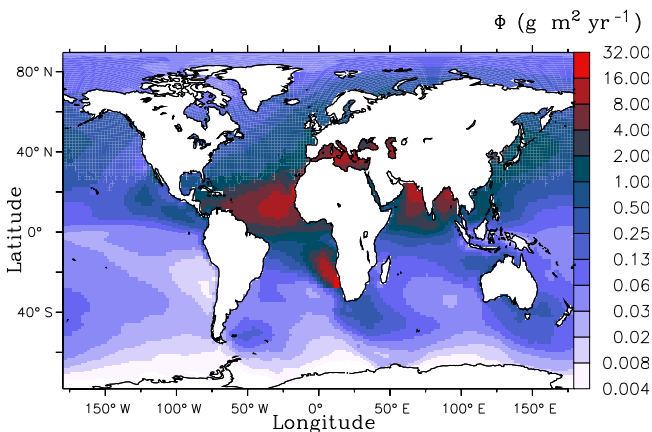 Φ (g m² yr⁻¹)
32.00
16.00
8.00
4.00
2.00
1.00
0.50
0.25
0.13
0.06
0.03
0.02
0.008
0.004
80° N
40° N
0°
40° S
Latitude
150° W 100° W 50° W 0° 50° E 100° E 150° E
Longitude